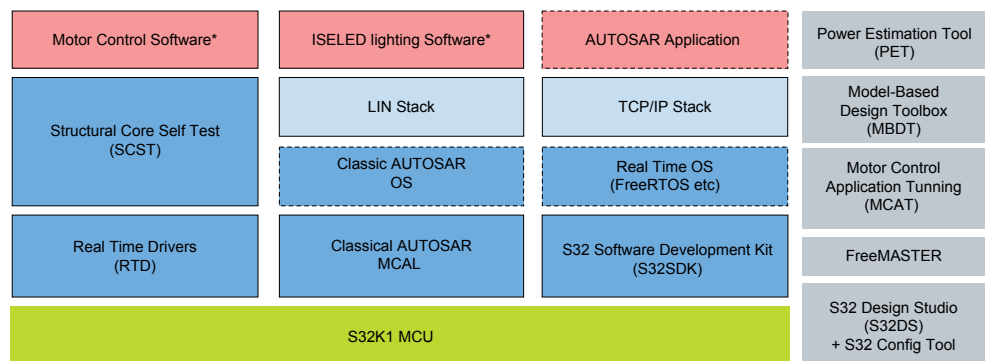 Motor Control Software*
ISELED lighting Software*
AUTOSAR Application
Power Estimation Tool
(PET)
Structural Core Self Test
(SCST)
LIN Stack
TCP/IP Stack
Model-Based
Design Toolbox
(MBDT)
Classic AUTOSAR
OS
Real Time OS
(FreeRTOS etc)
Motor Control
Application Tunning
(MCAT)
Real Time Drivers
(RTD)
Classical AUTOSAR
MCAL
S32 Software Development Kit
(S32SDK)
FreeMASTER
S32K1 MCU
S32 Design Studio
(S32DS)
+ S32 Config Tool